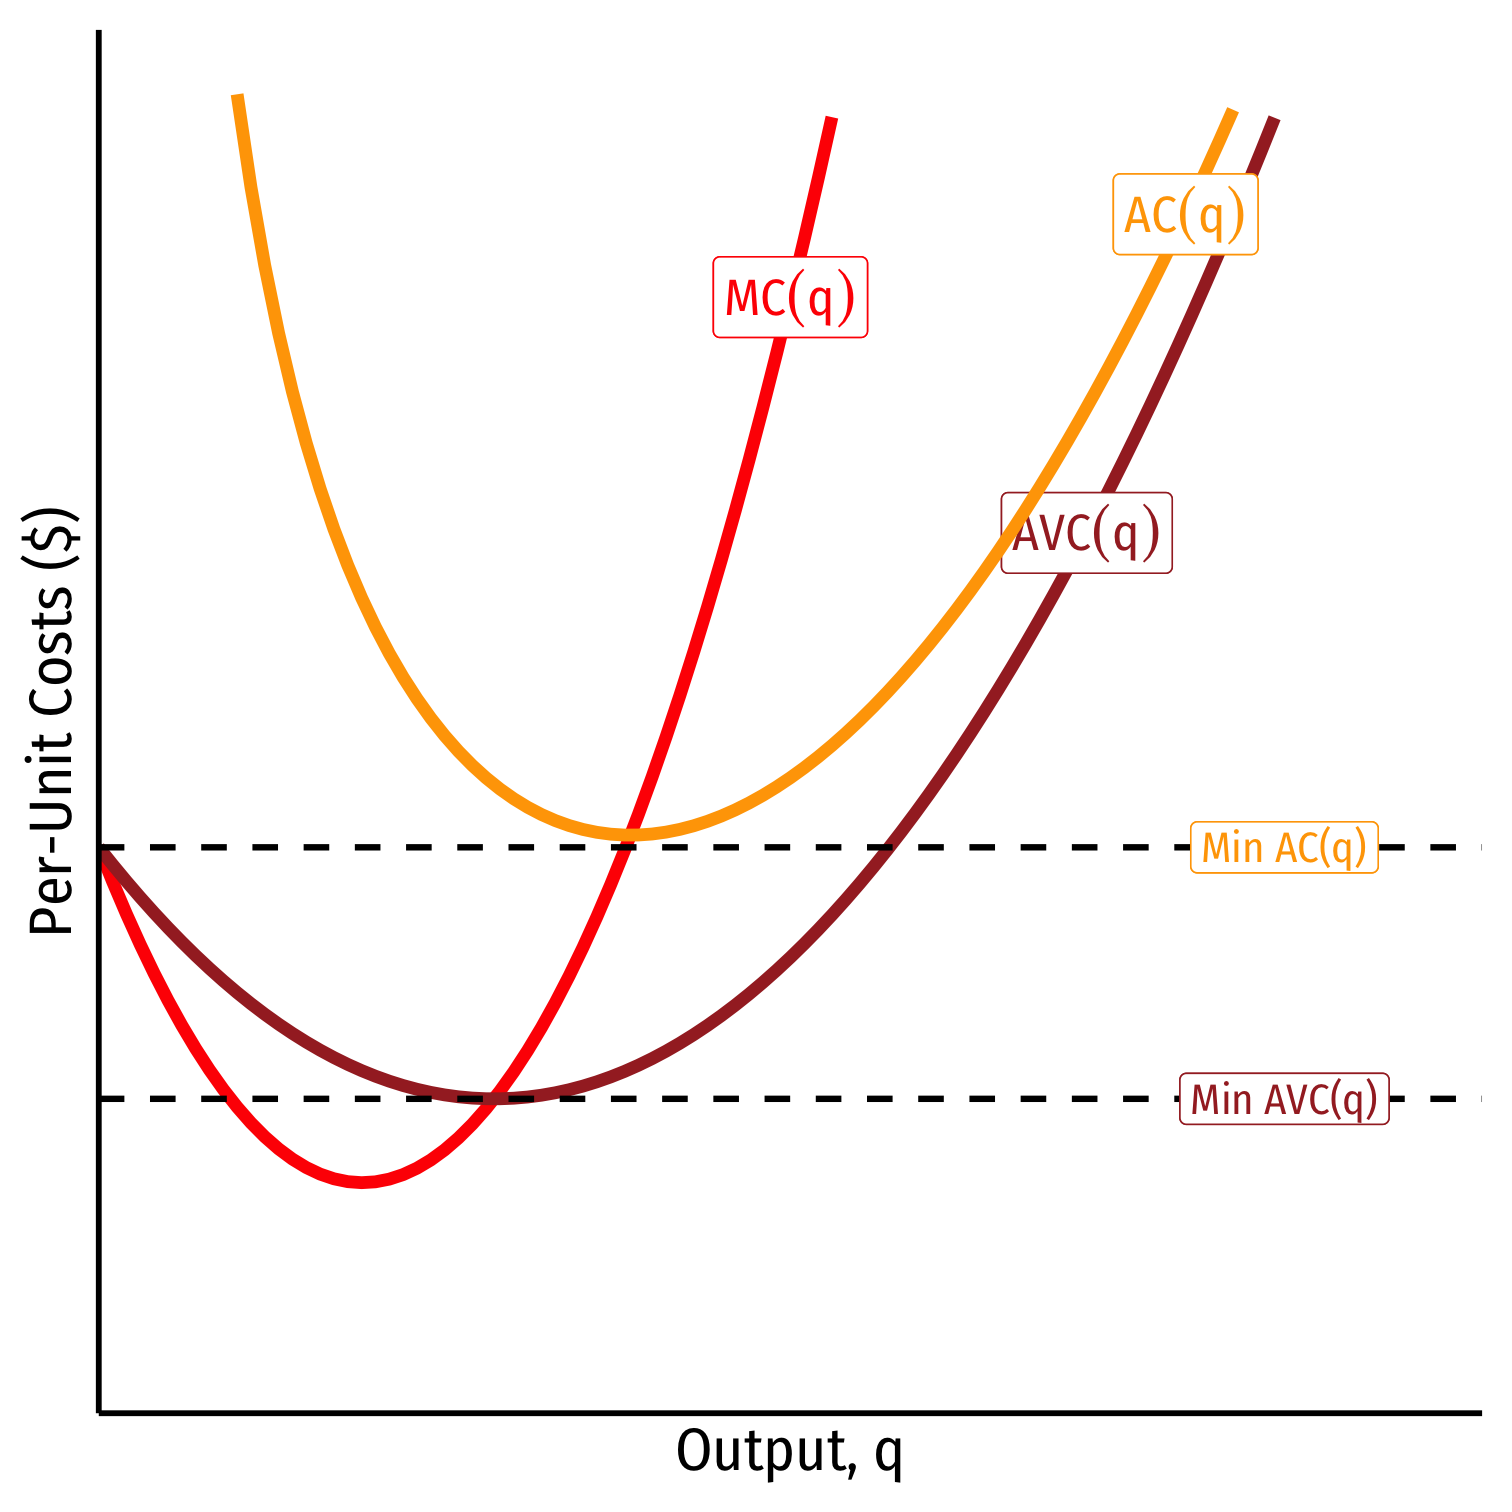 AC(q)
MC(q)
AVC(q)
Per-Unit Costs ($)
Min AC(q)
Min AVC(q)
Output, q